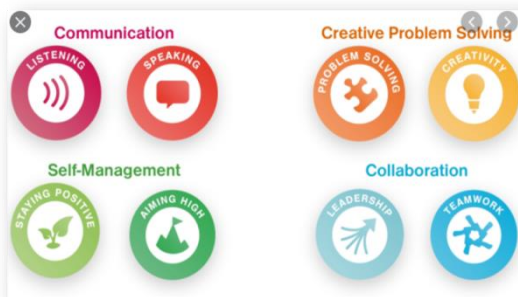 Communication
Creative Problem Solving
LISTENING
SPEAKING
PROBLEM SOLVING
CREATIVITY
Self-Management
Collaboration
STAYING POSITIVE
AIMING HIGH
LEADERSHIP
TEAMWORK